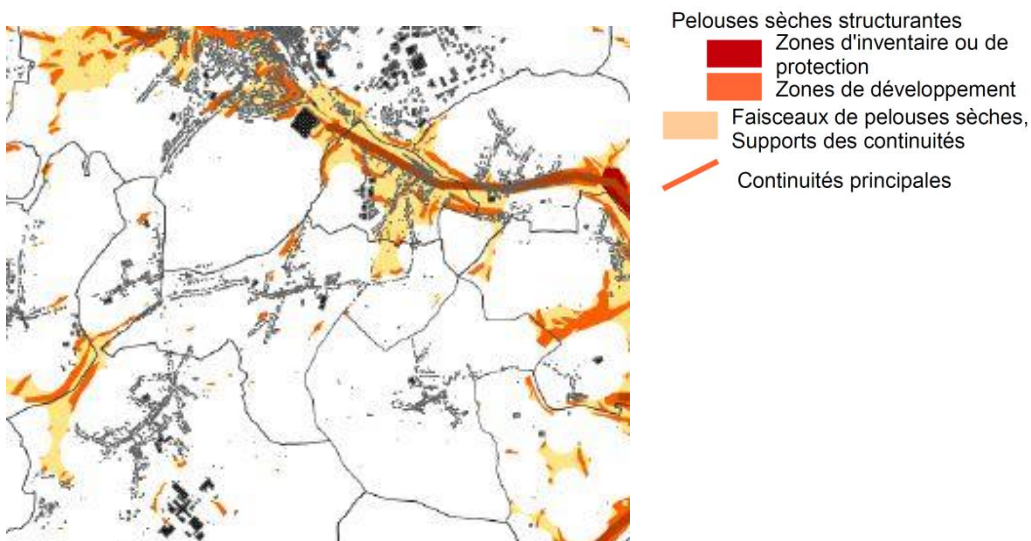 Pelouses sèches structurantes
Zones d'inventaire ou de
protection
Zones de développement
Faisceaux de pelouses sèches,
Supports des continuités
Continuités principales